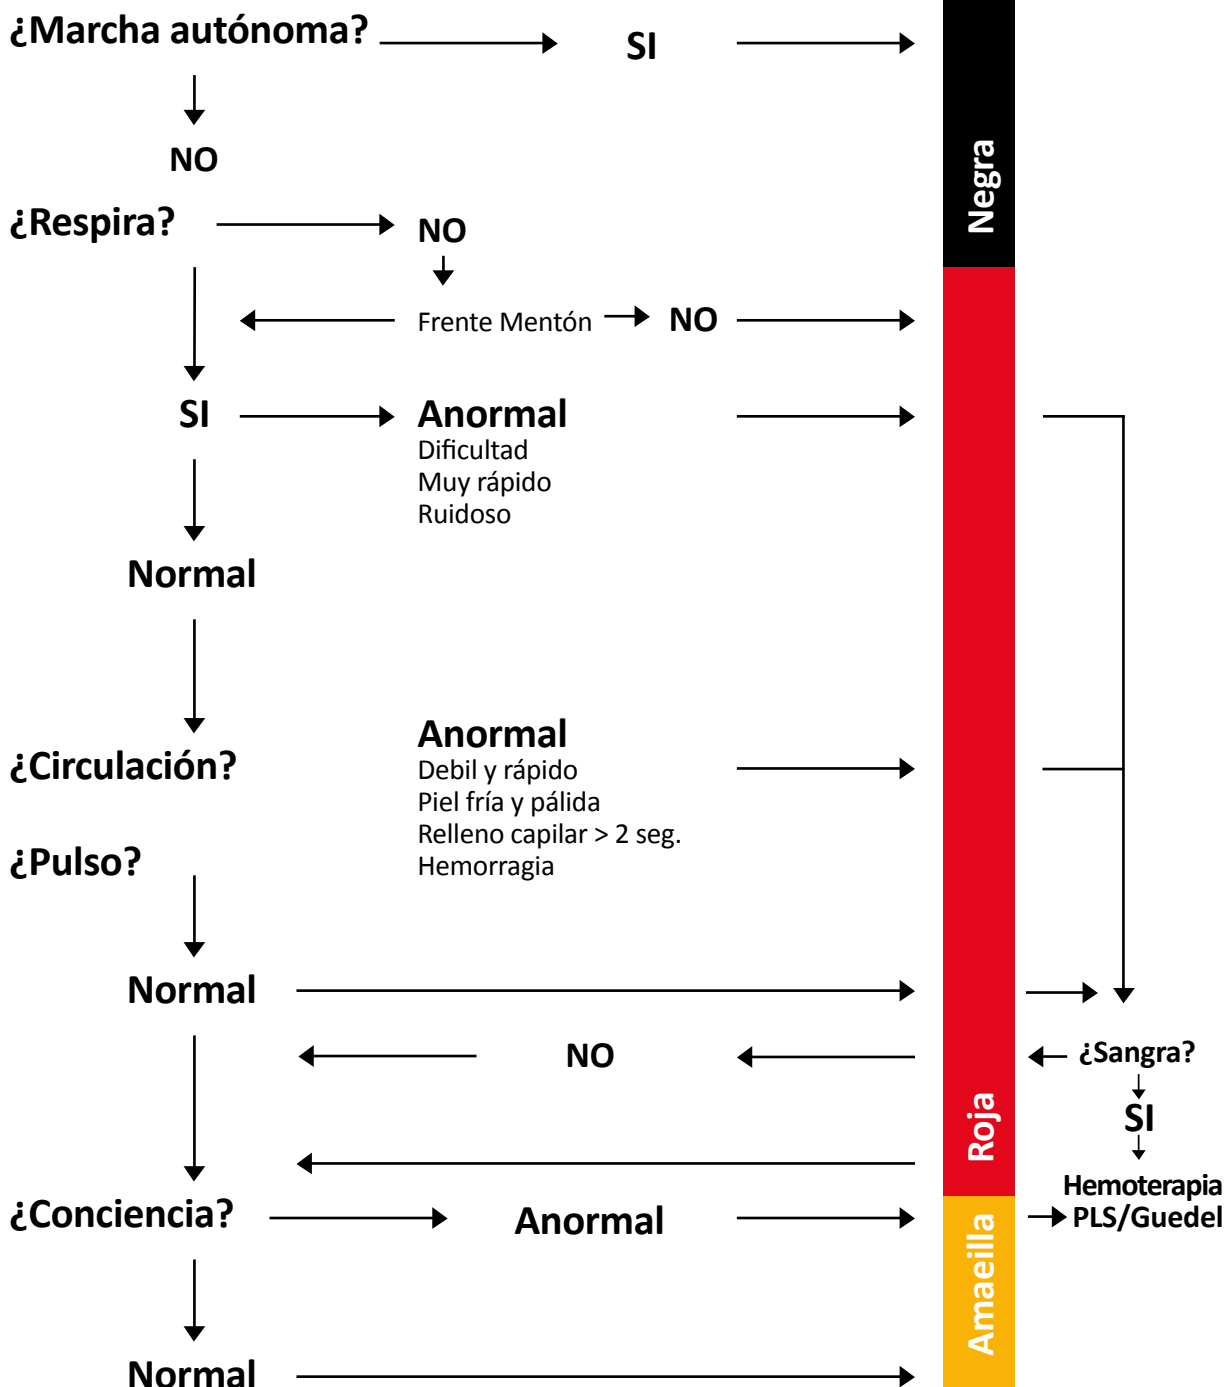 ¿Marcha autónoma?
SI
NO
Negra
¿Respira?
NO
Frente Mentón
NO
SI
Anormal
Dificultad
Muy rápido
Ruidoso
Normal
¿Circulación?
Anormal
Debil y rápido
Piel fría y pálida
Relleno capilar > 2 seg.
Hemorragia
¿Pulso?
Normal
NO
¿Sangra?
SI
Roja
Hemoterapia
PLS/Guedel
¿Conciencia?
Anormal
Amaeilla
Normal